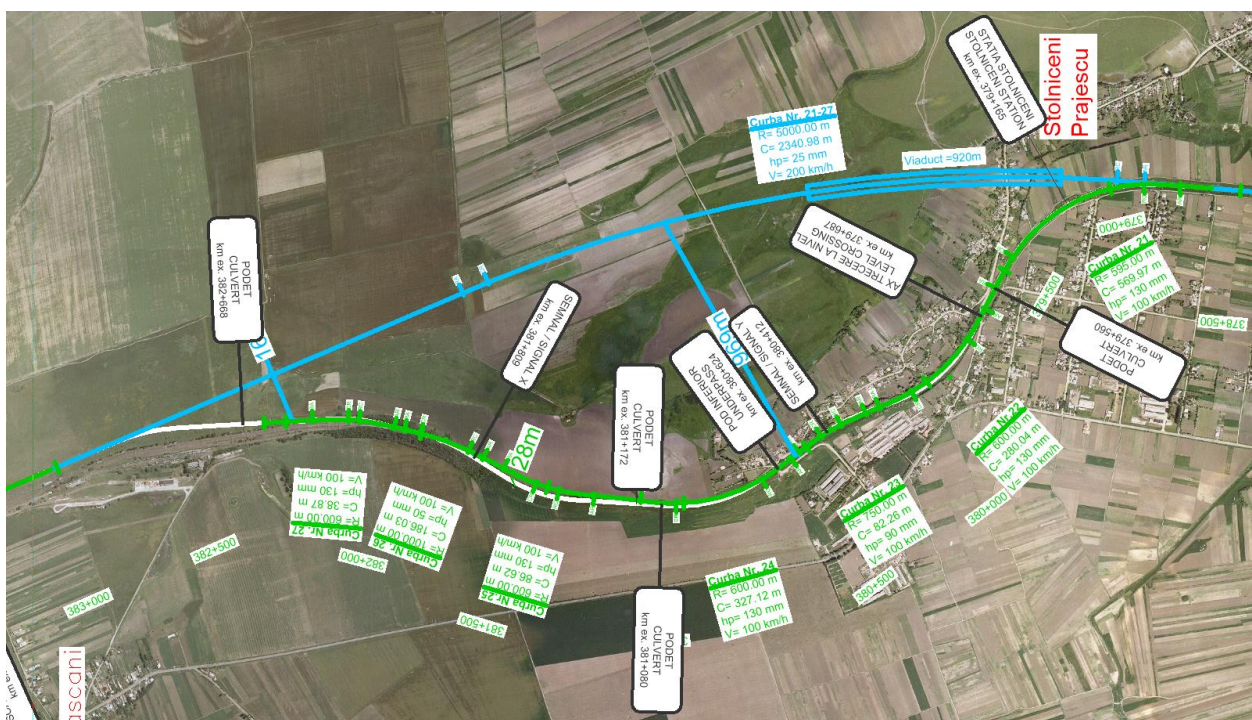 STATIA STOLNICENI
STOLNICENI STATION
km ex. 379+165
Stolniceni
Prajescu
Curba Nr. 21-27
R= 5000.00 m
C= 2340.98 m
hp= 25 mm
V= 200 km/h
Viaduct =920m
AX TRECERE LA NIVEL
LEVEL CROSSING
km ex. 379+687
379+000
Curba Nr. 21
R= 595.00 m
C= 569.97 m
hp= 130 mm
V= 100 km/h
378+500
379+500
PODET
CULVERT
km ex. 379+560
PODET
CULVERT
km ex. 382+668
SEMNAL / SIGNAL X
km ex. 381+809
969m
SEMNAL / SIGNAL Y
km ex. 380+412
POD INFERIOR
UNDERPASS
km ex. 380+624
PODET
CULVERT
km ex. 381+172
28m
Curba Nr. 22
R= 600.00 m
C= 280.04 m
hp= 130 mm
V= 100 km/h
380+000
Curba Nr. 23
R= 750.00 m
C= 82.26 m
hp= 90 mm
V= 100 km/h
380+500
Curba Nr. 24
R= 600.00 m
C= 327.12 m
hp= 130 mm
V= 100 km/h
PODET
CULVERT
km ex. 381+080
Curba Nr.25
R= 600.00 m
C= 86.62 m
hp= 130 mm
V= 100 km/h
381+500
Curba Nr. 26
R= 1000.00 m
C= 186.03 m
hp= 50 mm
V= 100 km/h
Curba Nr. 27
R= 600.00 m
C= 38.87 m
hp= 130 mm
V= 100 km/h
382+000
382+500
383+000
ascani